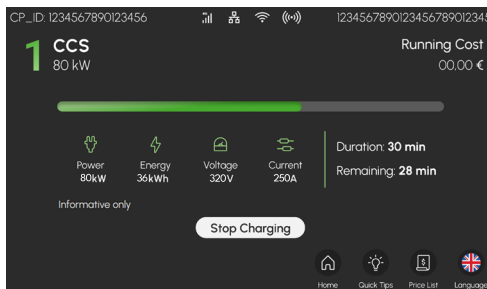 CP_ID: 1234567890123456
1234567890123456789012345
1 CCS
80 kW
Running Cost
00,00 €
Power
80kW
Energy
36kWh
Voltage
320V
Current
250A
Duration: 30 min
Remaining: 28 min
Informative only
Stop Charging
Home
Quick Tips
Price List
Language